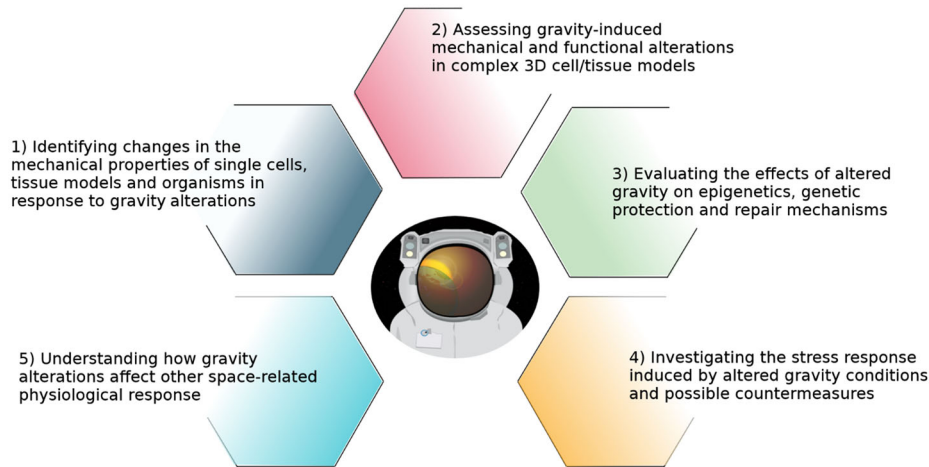 2) Assessing gravity-induced
mechanical and functional alterations
in complex 3D cell/tissue models
1) Identifying changes in the
mechanical properties of single cells,
tissue models and organisms in
response to gravity alterations
3) Evaluating the effects of altered
gravity on epigenetics, genetic
protection and repair mechanisms
5) Understanding how gravity
alterations affect other space-related
physiological response
4) Investigating the stress response
induced by altered gravity conditions
and possible countermeasures